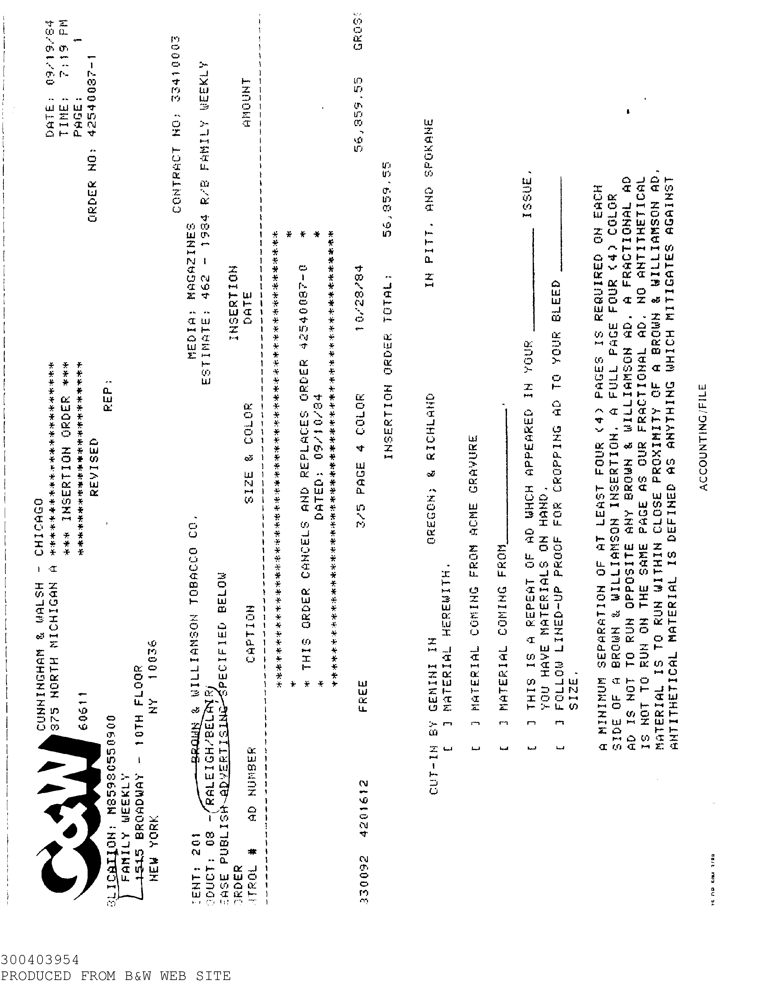 C&W
CUNNINGHAM & WALSH - CHICAGO
875 NORTH MICHIGAN A
60611
*************************
*** INSERTION ORDER ***
*************************
REVISED
REP:
DATE: 09/19/84
TIME: 7:19 PM
PAGE: 1
ORDER NO: 42540087-1
BLICATION: M85980550900
FAMILY WEEKLY
1515 BROADWAY - 10TH FLOOR
NEW YORK NY 10036
CONTRACT NO: 33410003
IENT: 201 BROWN & WILLIAMSON TOBACCO CO. MEDIA: MAGAZINES
ODUCT: 08 - (RALEIGH/BELAIR) ESTIMATE: 462 - 1984 R/B FAMILY WEEKLY
EASE PUBLISH ADVERTISING SPECIFIED BELOW
ORDER INSERTION
NTROL # AD NUMBER CAPTION SIZE & COLOR DATE AMOUNT
--------------------------------------------------------------------------------
**************************************************
* *
* THIS ORDER CANCELS AND REPLACES ORDER 42540087-0 *
* DATED: 09/10/84 *
**************************************************
330092 4201612 FREE 3/5 PAGE 4 COLOR 10/28/84 56,859.55 GROSS
INSERTION ORDER TOTAL: 56,859.55
CUT-IN BY GEMINI IN OREGON; & RICHLAND IN PITT. AND SPOKANE
[ ] MATERIAL HEREWITH.
[ ] MATERIAL COMING FROM ACME GRAVURE
[ ] MATERIAL COMING FROM____________.
[ ] THIS IS A REPEAT OF AD WHCH APPEARED IN YOUR ____________ ISSUE.
YOU HAVE MATERIALS ON HAND.
[ ] FOLLOW LINED-UP PROOF FOR CROPPING AD TO YOUR BLEED ____________
SIZE.
A MINIMUM SEPARATION OF AT LEAST FOUR (4) PAGES IS REQUIRED ON EACH
SIDE OF A BROWN & WILLIAMSON INSERTION. A FULL PAGE FOUR (4) COLOR
AD IS NOT TO RUN OPPOSITE ANY BROWN & WILLIAMSON AD. A FRACTIONAL AD
IS NOT TO RUN ON THE SAME PAGE AS OUR FRACTIONAL AD. NO ANTITHETICAL
MATERIAL IS TO RUN WITHIN CLOSE PROXIMITY OF A BROWN & WILLIAMSON AD.
ANTITHETICAL MATERIAL IS DEFINED AS ANYTHING WHICH MITIGATES AGAINST
ACCOUNTING/FILE
300403954
PRODUCED FROM B&W WEB SITE